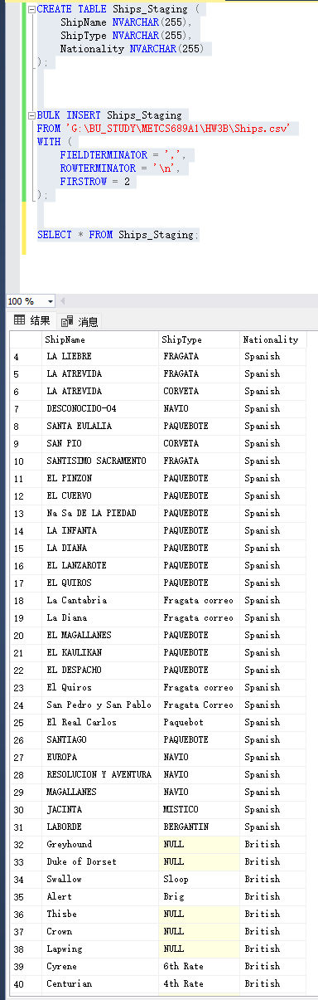 CREATE TABLE Ships_Staging (
ShipName NVARCHAR(255),
ShipType NVARCHAR(255),
Nationality NVARCHAR(255)
);
BULK INSERT Ships_Staging
FROM 'G:\BU_STUDY\METCS689A1\HW3B\Ships.csv'
WITH (
FIELDTERMINATOR = ',',
ROWTERMINATOR = '\n',
FIRSTROW = 2
);
SELECT * FROM Ships_Staging;
100 %
结果 消息
ShipName ShipType Nationality
4 LA LIEBRE FRAGATA Spanish
5 LA ATREVIDA FRAGATA Spanish
6 LA ATREVIDA CORVETA Spanish
7 DESCONOCIDO-04 NAVIO Spanish
8 SANTA EULALIA PAQUEBOTE Spanish
9 SAN PIO CORVETA Spanish
10 SANTISIMO SACRAMENTO FRAGATA Spanish
11 EL PINZON PAQUEBOTE Spanish
12 EL CUERVO PAQUEBOTE Spanish
13 Na Sa DE LA PIEDAD PAQUEBOTE Spanish
14 LA INFANTA PAQUEBOTE Spanish
15 LA DIANA PAQUEBOTE Spanish
16 EL LANZAROTE PAQUEBOTE Spanish
17 EL QUIROS PAQUEBOTE Spanish
18 La Cantabria Fragata correo Spanish
19 La Diana Fragata correo Spanish
20 EL MAGALLANES PAQUEBOTE Spanish
21 EL KAULIKAN PAQUEBOTE Spanish
22 EL DESPACHO PAQUEBOTE Spanish
23 El Quiros Fragata correo Spanish
24 San Pedro y San Pablo Fragata Correo Spanish
25 El Real Carlos Paquebot Spanish
26 SANTIAGO PAQUEBOTE Spanish
27 EUROPA NAVIO Spanish
28 RESOLUCION Y AVENTURA NAVIO Spanish
29 MAGALLANES NAVIO Spanish
30 JACINTA MISTICO Spanish
31 LABORDE BERGANTIN Spanish
32 Greyhound NULL British
33 Duke of Dorset NULL British
34 Swallow Sloop British
35 Alert Brig British
36 Thisbe NULL British
37 Crown NULL British
38 Lapwing NULL British
39 Cyrene 6th Rate British
40 Centurian 4th Rate British